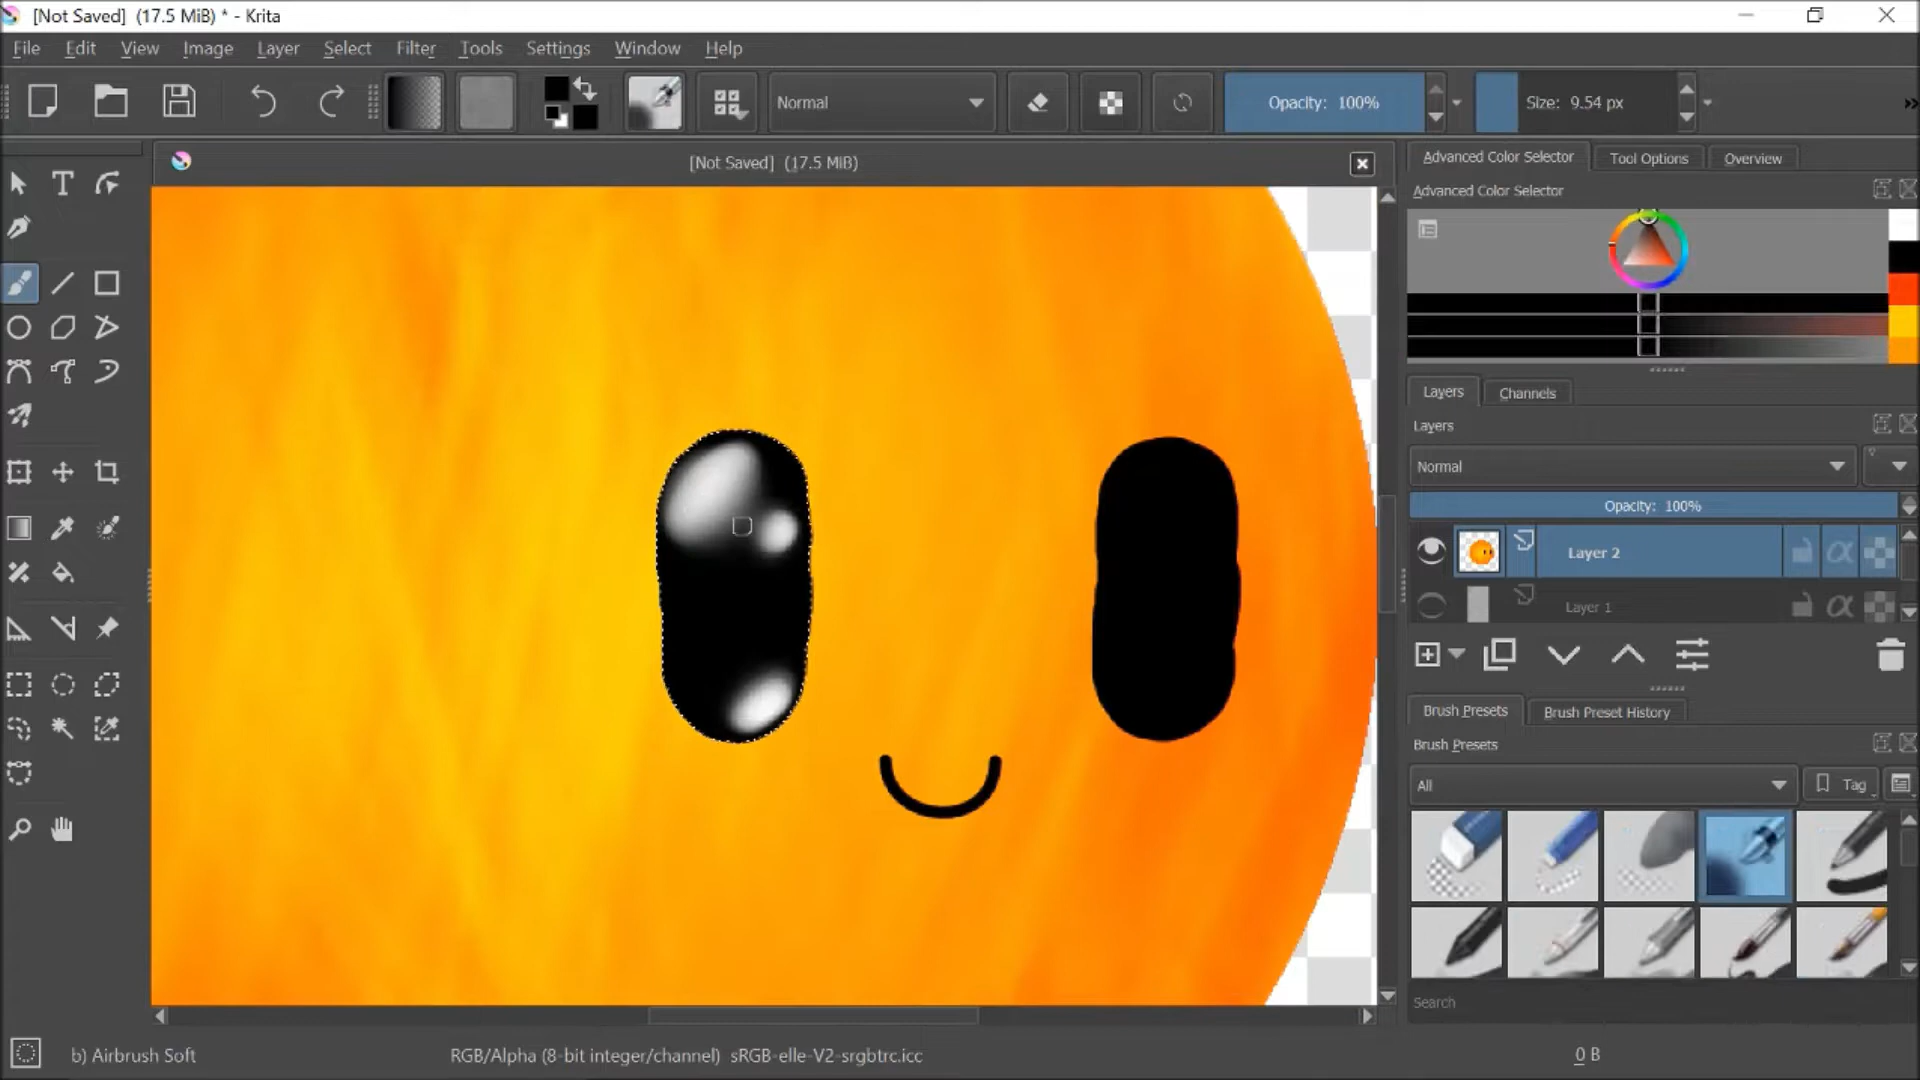 [Not Saved]  (17.5 MiB) * - Krita
File Edit View Image Layer Select Filter Tools Settings Window Help
Normal
Opacity: 100%
Size: 9.54 px
[Not Saved]  (17.5 MiB)
Advanced Color Selector Tool Options Overview
Advanced Color Selector
Layers Channels
Layers
Normal
Opacity: 100%
Layer 2
Layer 1
Brush Presets Brush Preset History
Brush Presets
All
Tag
Search
b) Airbrush Soft
RGB/Alpha (8-bit integer/channel)  sRGB-elle-V2-srgbtrc.icc
0 B